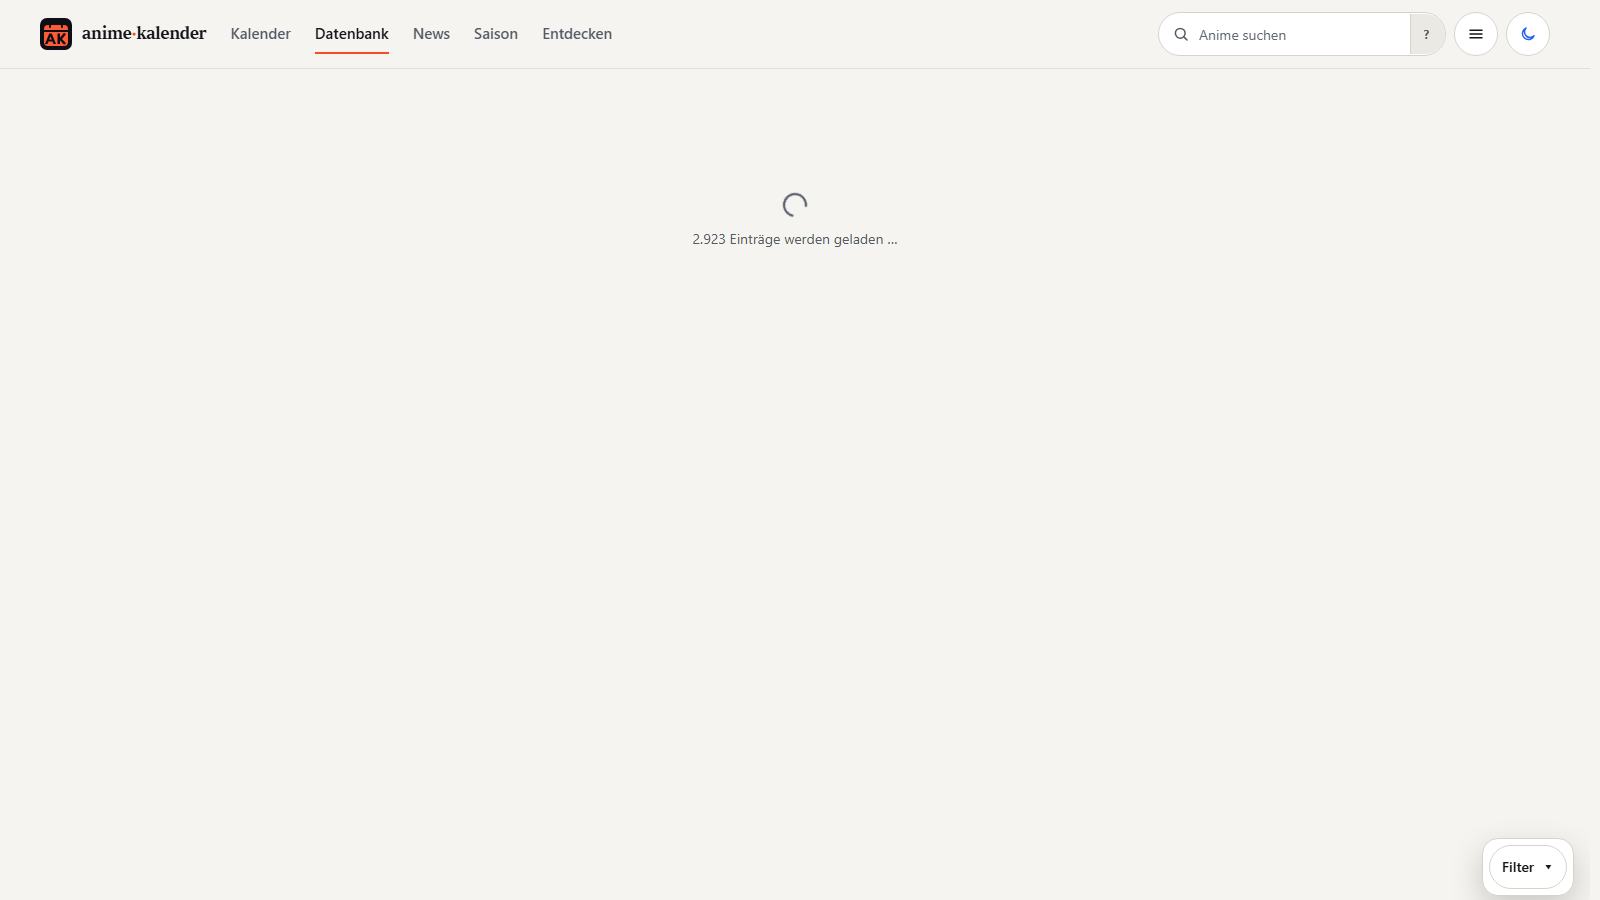 AK
anime·kalender
Kalender
Datenbank
News
Saison
Entdecken
Anime suchen
?
2.923 Einträge werden geladen …
Filter